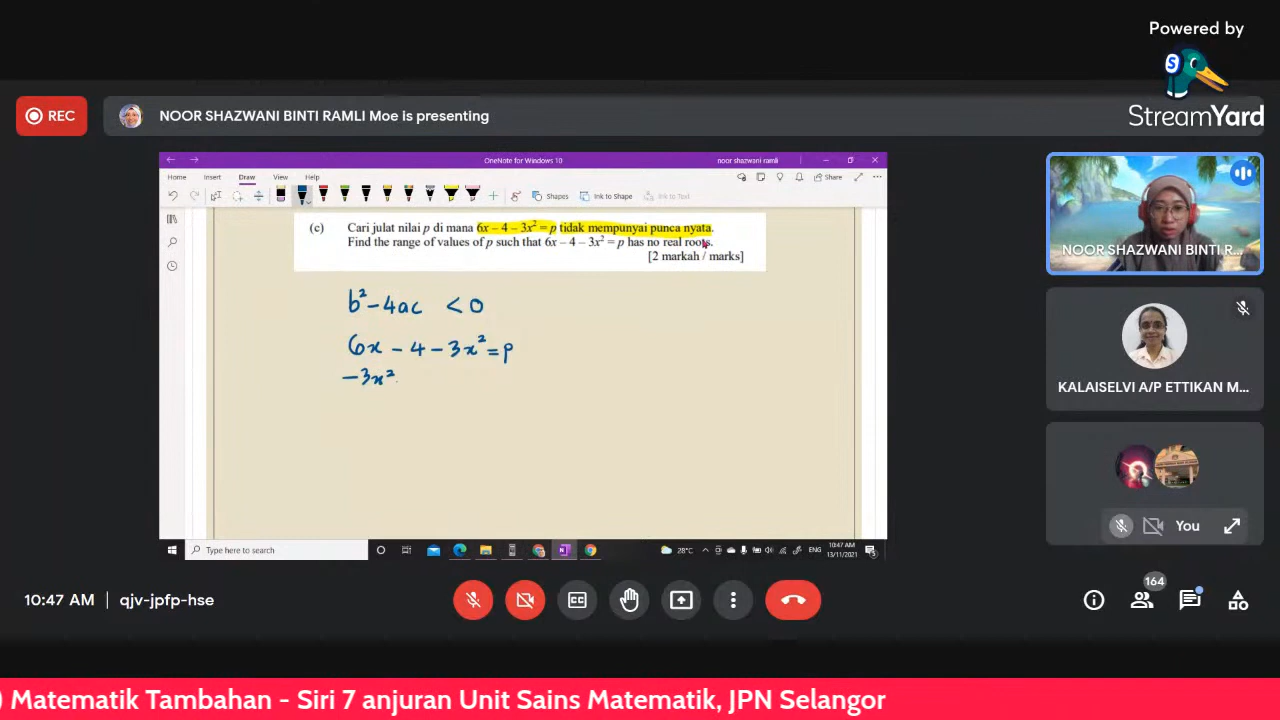 Powered by
StreamYard
REC
NOOR SHAZWANI BINTI RAMLI Moe is presenting
OneNote for Windows 10
noor shazwani ramli
Home Insert Draw View Help
Share
Shapes
Ink to Shape
Ink to Text
(c) Cari julat nilai p di mana 6x – 4 – 3x² = p tidak mempunyai punca nyata.
Find the range of values of p such that 6x – 4 – 3x² = p has no real roots.
[2 markah / marks]
b² – 4ac < 0
6x – 4 – 3x² = p
–3x²
Type here to search
28°C
ENG
10:47 AM
13/11/2021
NOOR SHAZWANI BINTI R...
KALAISELVI A/P ETTIKAN M...
You
10:47 AM
qjv-jpfp-hse
164
) Matematik Tambahan - Siri 7 anjuran Unit Sains Matematik, JPN Selangor